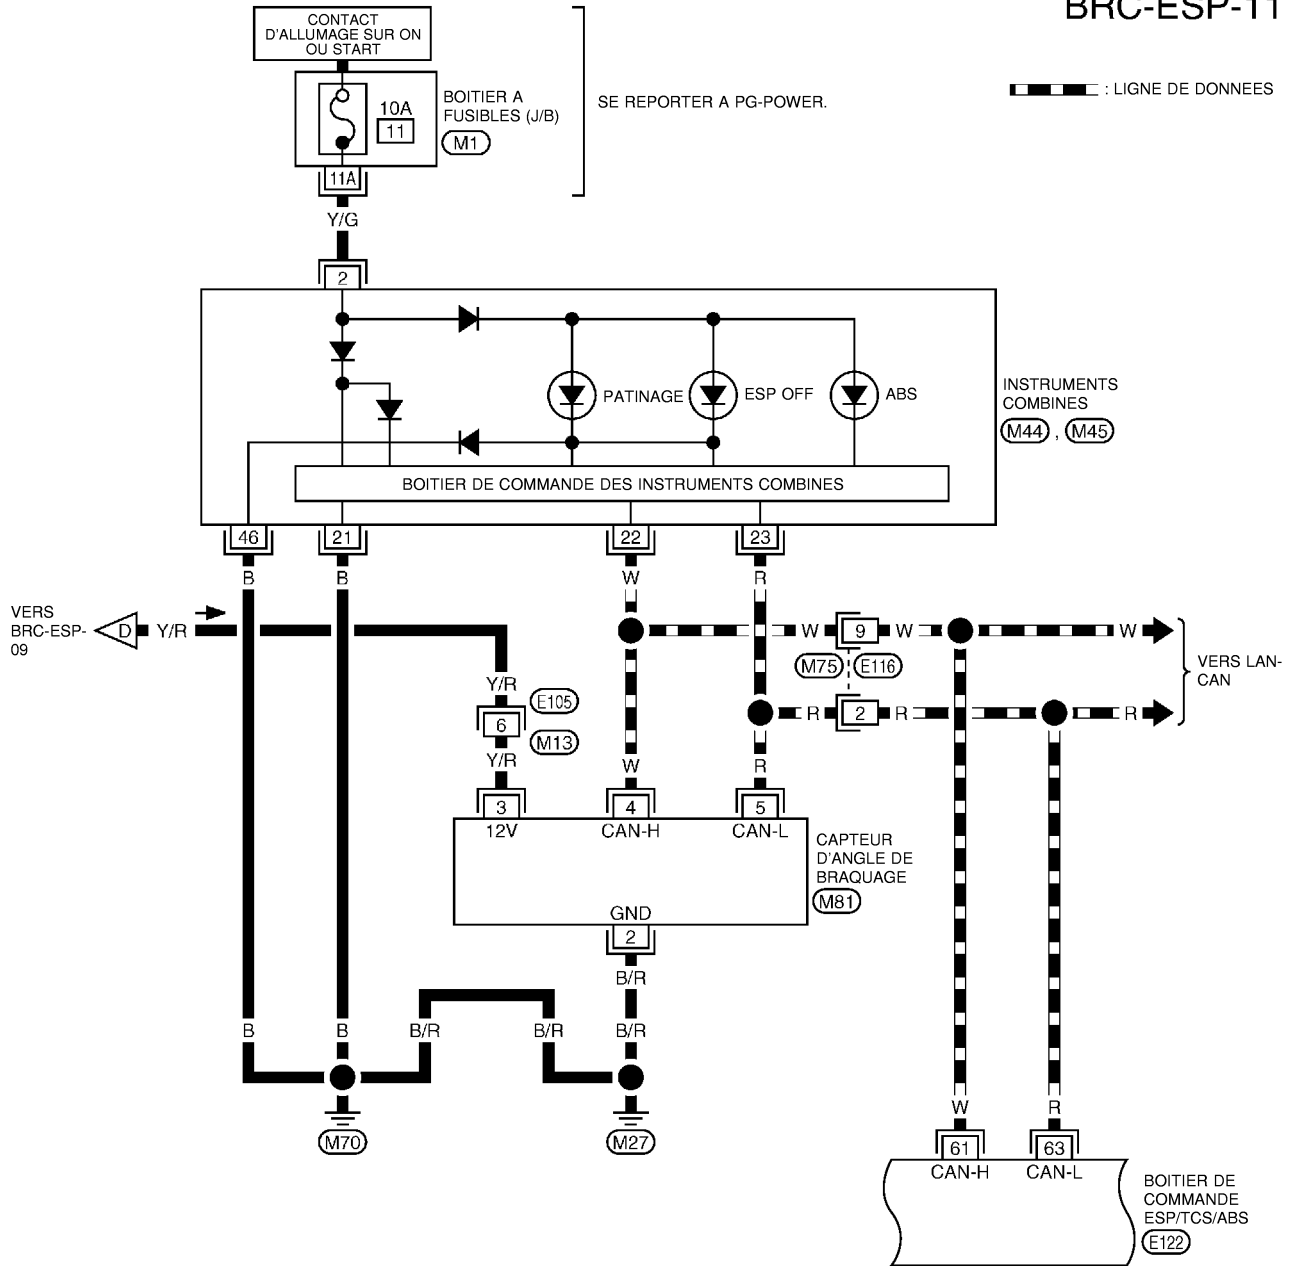 BRC-ESP-11
CONTACT
D'ALLUMAGE SUR ON
OU START
10A
11
BOITIER A
FUSIBLES (J/B)
M1
SE REPORTER A PG-POWER.
: LIGNE DE DONNEES
11A
Y/G
2
PATINAGE
ESP OFF
ABS
INSTRUMENTS
COMBINES
M44 , M45
BOITIER DE COMMANDE DES INSTRUMENTS COMBINES
46
21
22
23
B
B
W
R
VERS
BRC-ESP-
09
D
Y/R
W
9
W
W
M75
E116
VERS LAN-
CAN
R
2
R
R
Y/R
E105
6
M13
Y/R
W
R
3
4
5
12V
CAN-H
CAN-L
CAPTEUR
D'ANGLE DE
BRAQUAGE
M81
GND
2
B/R
B
B
B/R
B/R
B/R
M70
M27
W
R
61
63
CAN-H
CAN-L
BOITIER DE
COMMANDE
ESP/TCS/ABS
E122